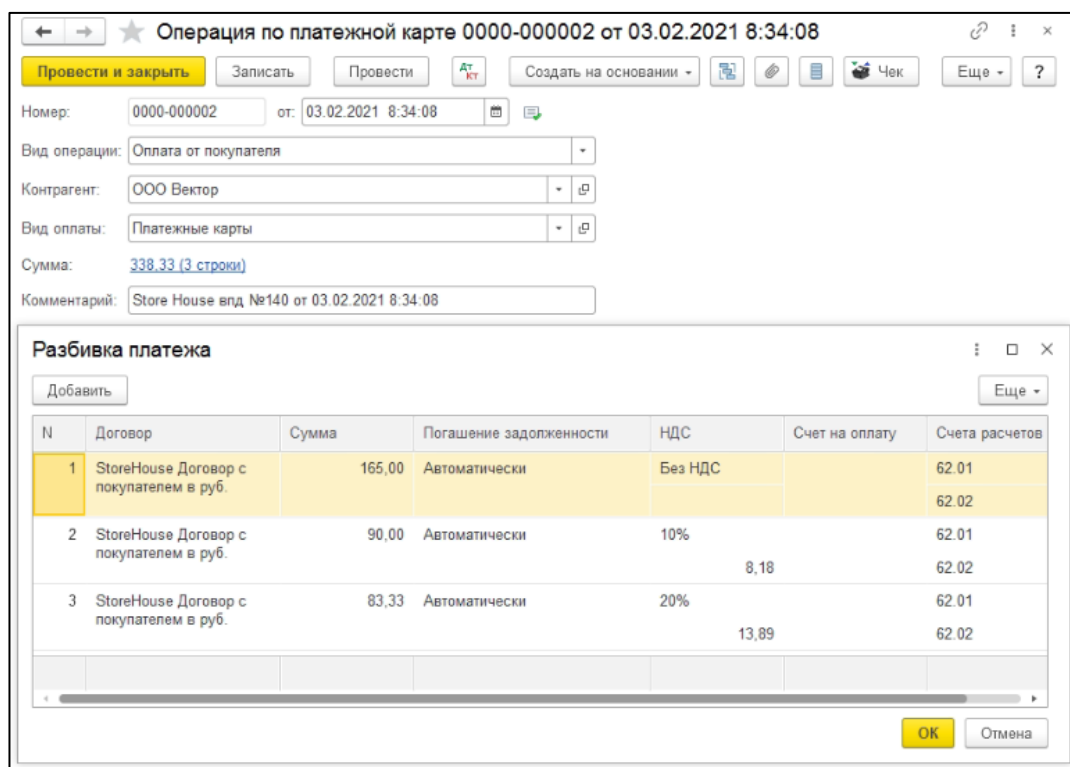 Операция по платежной карте 0000-000002 от 03.02.2021 8:34:08
Провести и закрыть Записать Провести Дт Кт Создать на основании Чек Еще ?
Номер: 0000-000002 от: 03.02.2021 8:34:08
Вид операции: Оплата от покупателя
Контрагент: ООО Вектор
Вид оплаты: Платежные карты
Сумма: 338,33 (3 строки)
Комментарий: Store House впд №140 от 03.02.2021 8:34:08
Разбивка платежа
Добавить Еще
N Договор Сумма Погашение задолженности НДС Счет на оплату Счета расчетов
1 StoreHouse Договор с 165,00 Автоматически Без НДС 62.01
покупателем в руб. 62.02
2 StoreHouse Договор с 90,00 Автоматически 10% 62.01
покупателем в руб. 8,18 62.02
3 StoreHouse Договор с 83,33 Автоматически 20% 62.01
покупателем в руб. 13,89 62.02
ОК Отмена